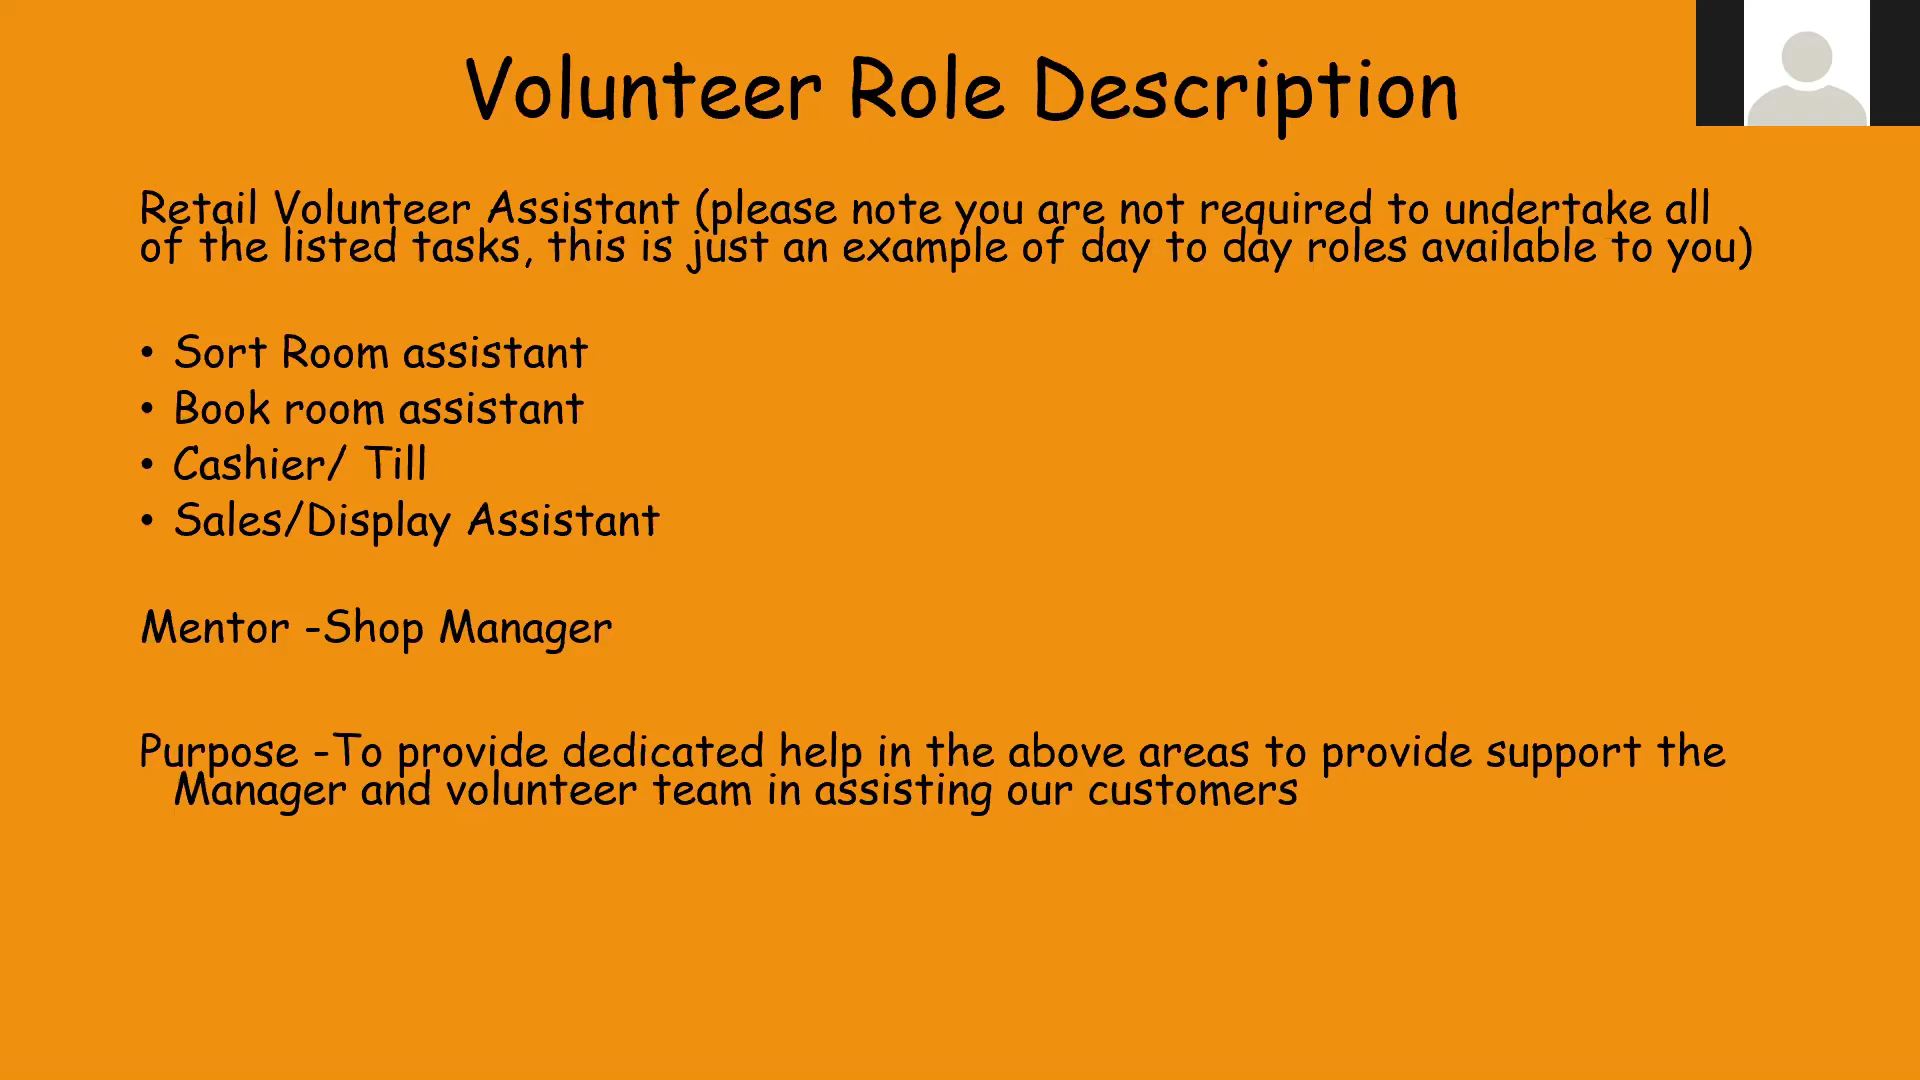 Volunteer Role Description
Retail Volunteer Assistant (please note you are not required to undertake all
of the listed tasks, this is just an example of day to day roles available to you)
• Sort Room assistant
• Book room assistant
• Cashier/ Till
• Sales/Display Assistant
Mentor -Shop Manager
Purpose -To provide dedicated help in the above areas to provide support the
Manager and volunteer team in assisting our customers